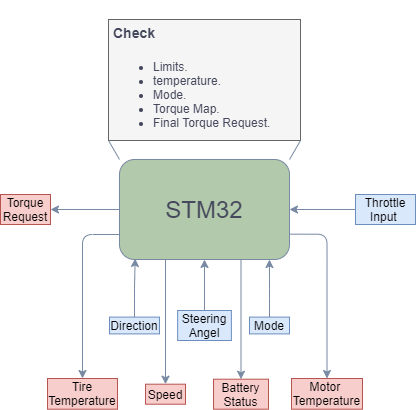 Check
Limits.
temperature.
Mode.
Torque Map.
Final Torque Request.
STM32
Torque
Request
Throttle
Input
Direction
Steering
Angel
Mode
Tire
Temperature
Speed
Battery
Status
Motor
Temperature